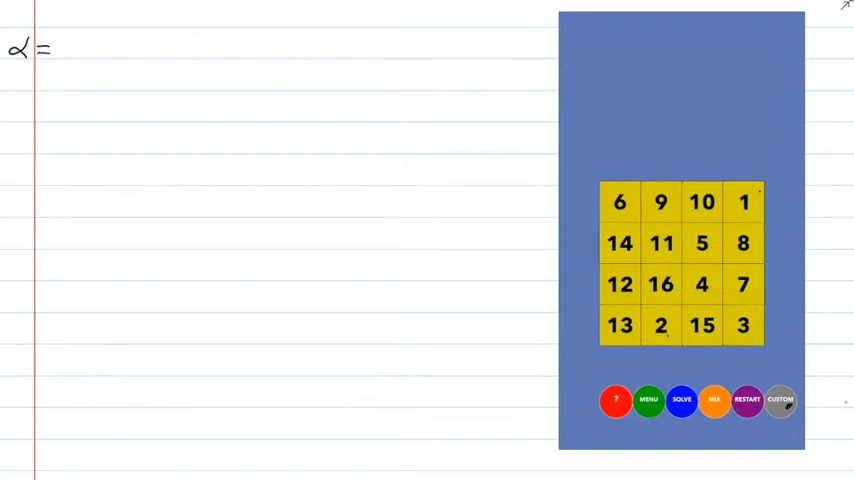 α =
6 9 10 1
14 11 5 8
12 16 4 7
13 2 15 3
? MENU SOLVE MIX RESTART CUSTOM